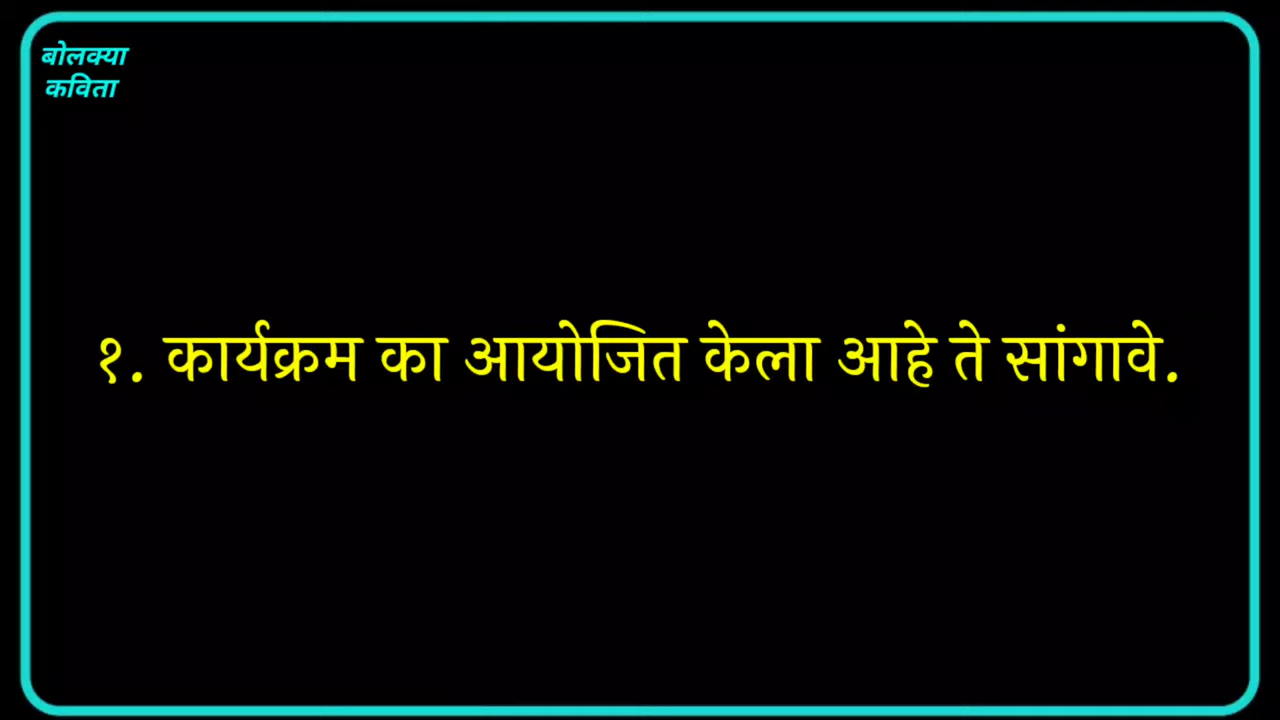 बोलक्या
कविता
१. कार्यक्रम का आयोजित केला आहे ते सांगावे.